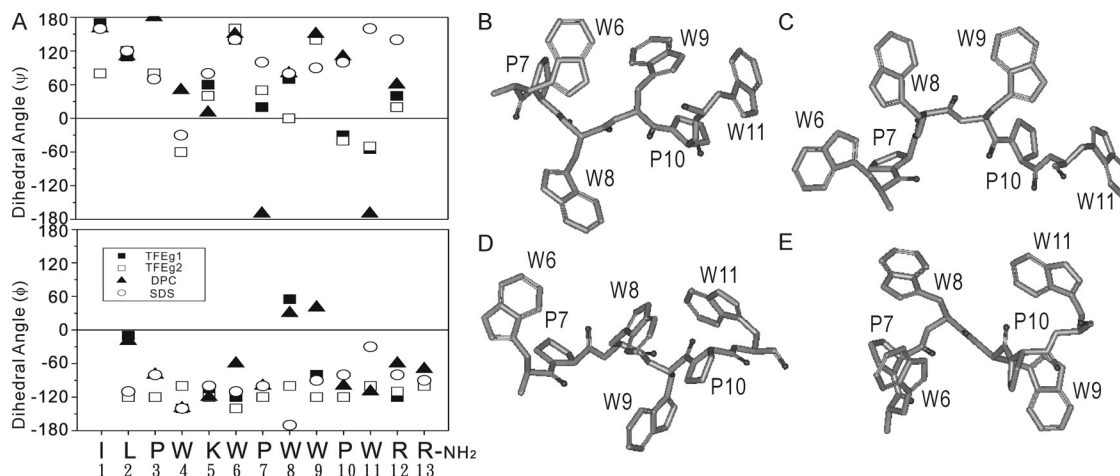 A
Dihedral Angle (ψ)
180
120
60
0
-60
-120
-180
Dihedral Angle (ϕ)
120
60
0
-60
-120
-180
TFEg1
TFEg2
DPC
SDS
I L P W K W P W W P W R R-NH₂
1 2 3 4 5 6 7 8 9 10 11 12 13
B
W6
W9
P7
W11
P10
W8
C
W9
W8
W6
P7
P10
W11
D
W6
W11
W8
P7
P10
W9
E
W11
W8
P7
P10
W6
W9